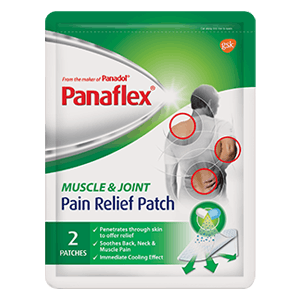 gsk
From the maker of Panadol®
Panaflex®
MUSCLE & JOINT
Pain Relief Patch
2
PATCHES
Penetrates through skin
to offer relief
Soothes Back, Neck &
Muscle Pain
Immediate Cooling Effect